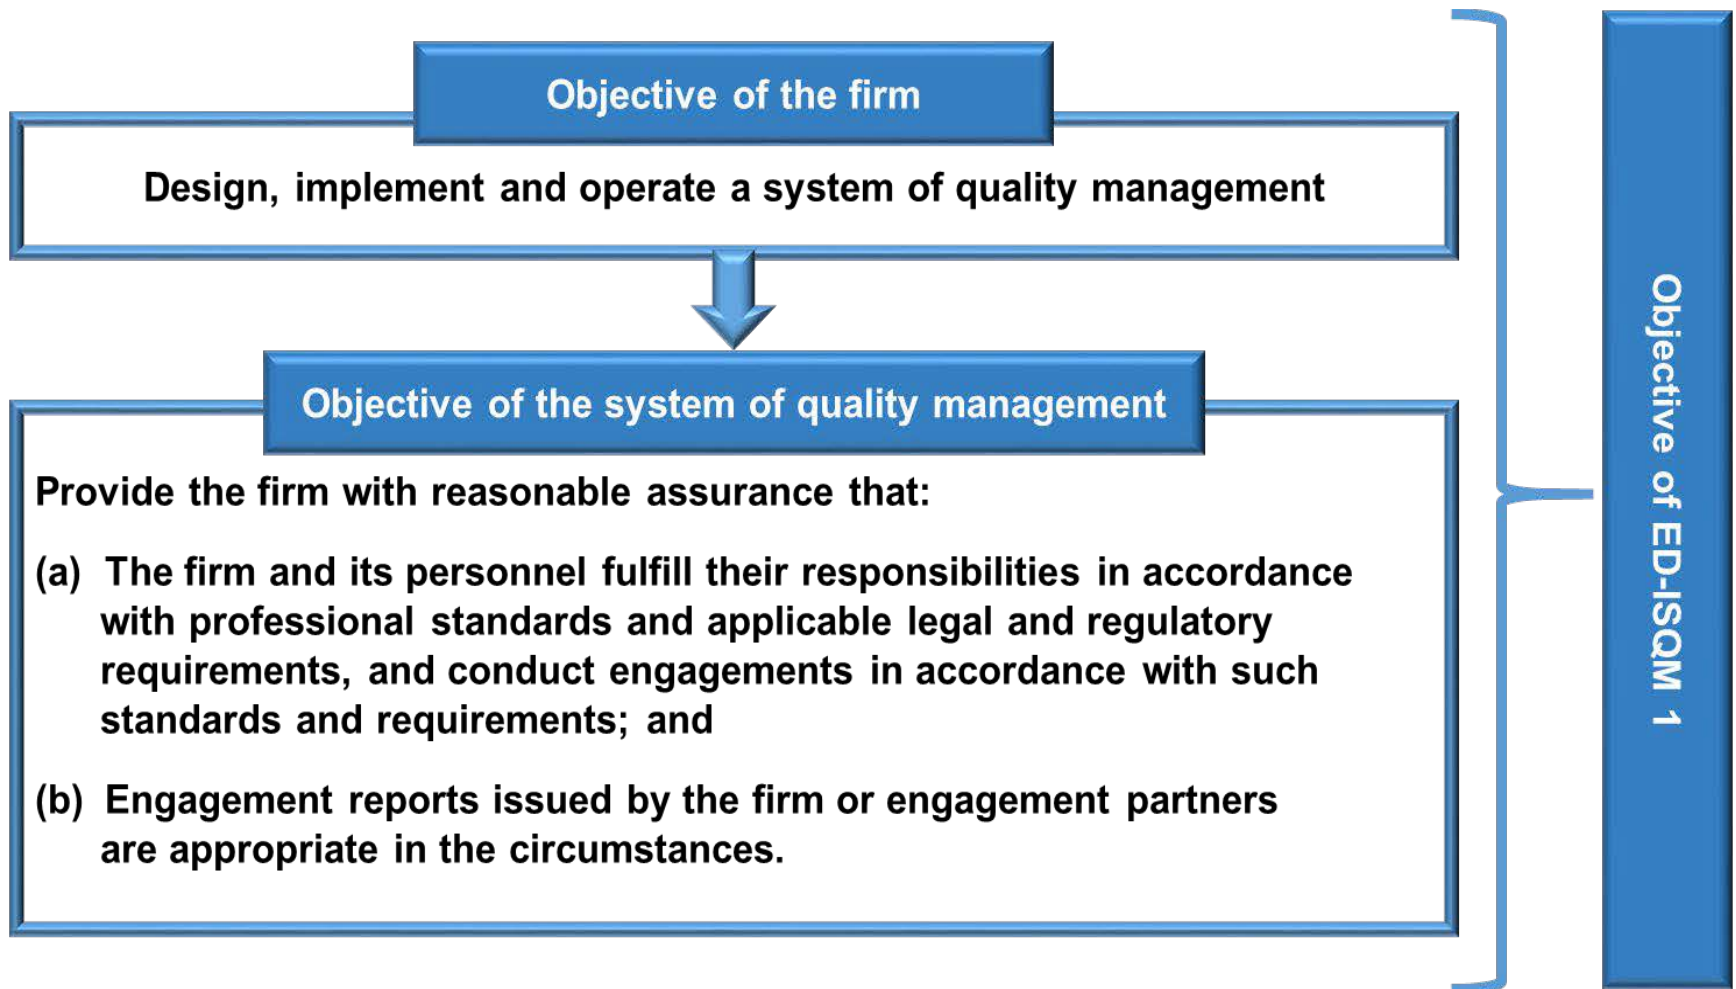 Objective of the firm
Design, implement and operate a system of quality management
Objective of the system of quality management
Provide the firm with reasonable assurance that:
(a) The firm and its personnel fulfill their responsibilities in accordance
with professional standards and applicable legal and regulatory
requirements, and conduct engagements in accordance with such
standards and requirements; and
(b) Engagement reports issued by the firm or engagement partners
are appropriate in the circumstances.
Objective of ED-ISQM 1